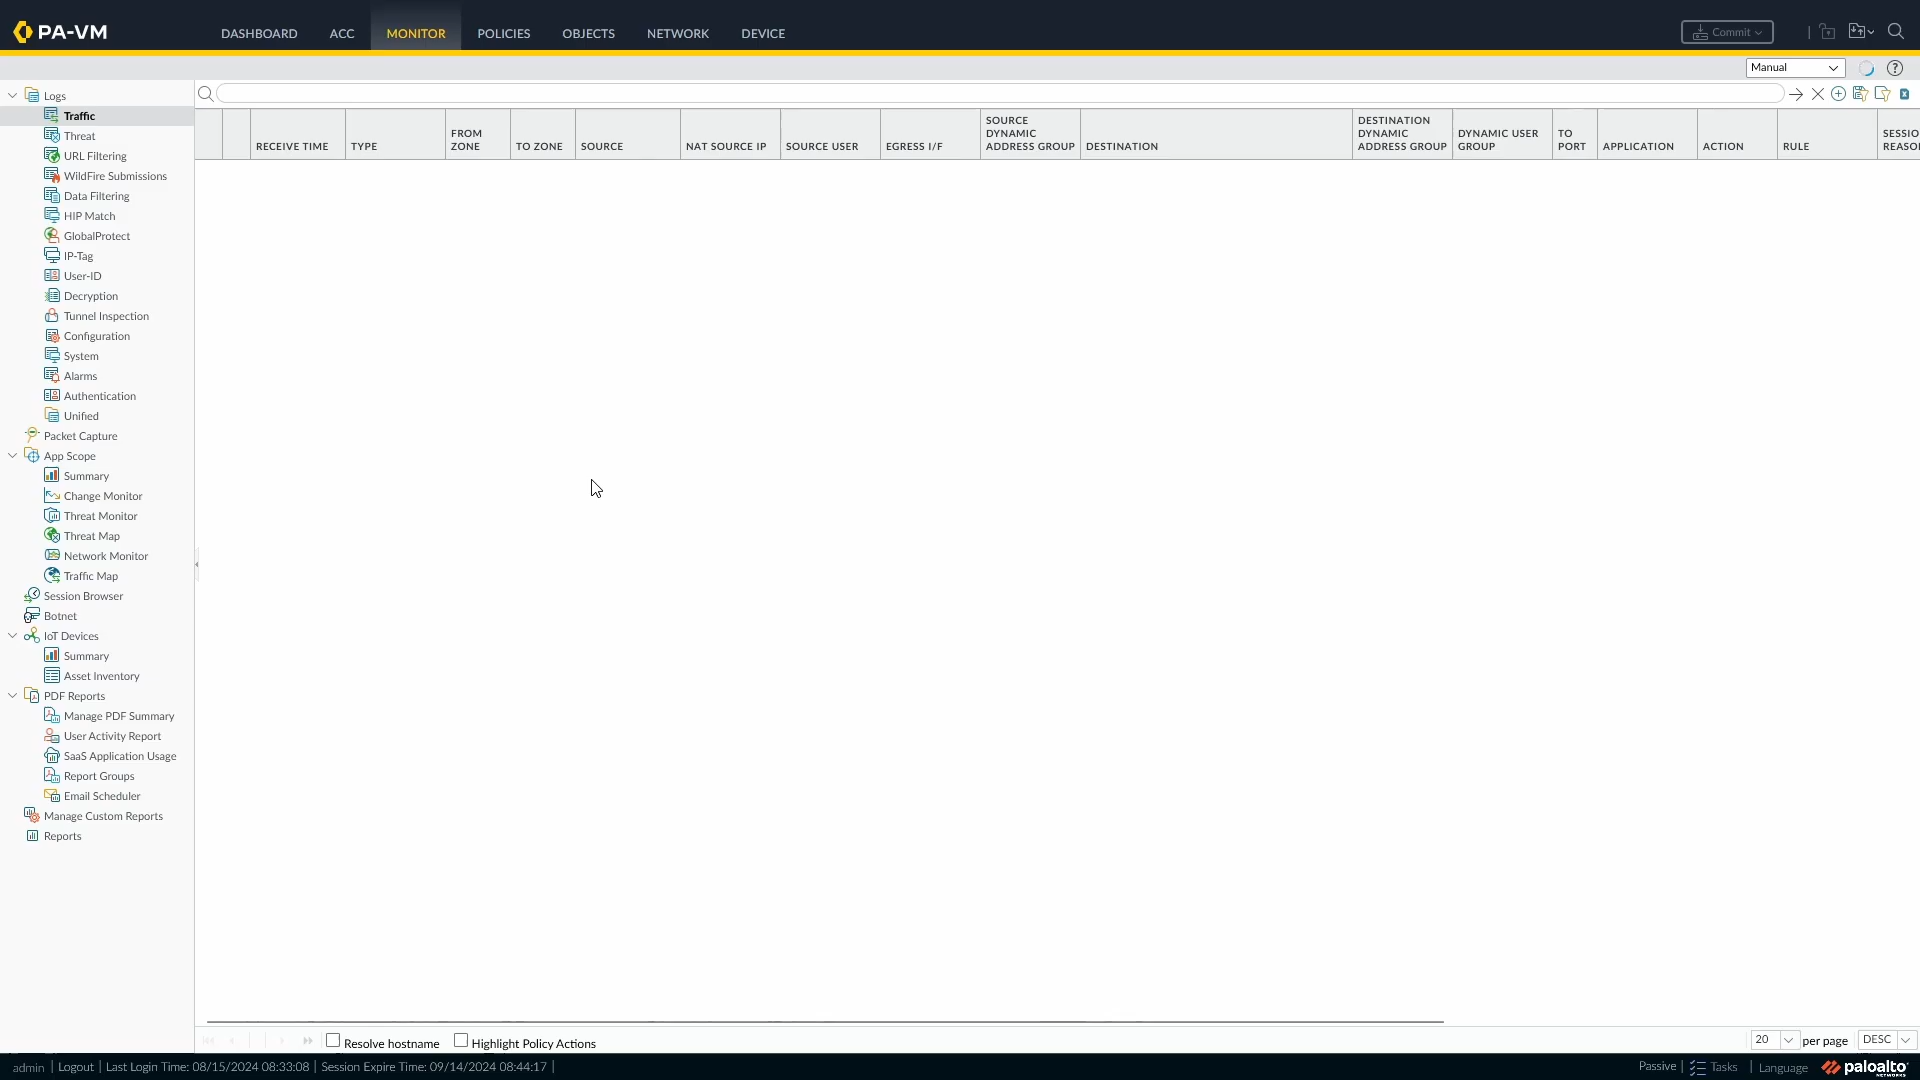 PA-VM
DASHBOARD ACC MONITOR POLICIES OBJECTS NETWORK DEVICE
Commit
Manual
Logs
Traffic
Threat
URL Filtering
WildFire Submissions
Data Filtering
HIP Match
GlobalProtect
IP-Tag
User-ID
Decryption
Tunnel Inspection
Configuration
System
Alarms
Authentication
Unified
Packet Capture
App Scope
Summary
Change Monitor
Threat Monitor
Threat Map
Network Monitor
Traffic Map
Session Browser
Botnet
IoT Devices
Summary
Asset Inventory
PDF Reports
Manage PDF Summary
User Activity Report
SaaS Application Usage
Report Groups
Email Scheduler
Manage Custom Reports
Reports
RECEIVE TIME
TYPE
FROM
ZONE
TO ZONE
SOURCE
NAT SOURCE IP
SOURCE USER
EGRESS I/F
SOURCE
DYNAMIC
ADDRESS GROUP
DESTINATION
DESTINATION
DYNAMIC
ADDRESS GROUP
DYNAMIC USER
GROUP
TO
PORT
APPLICATION
ACTION
RULE
SESSIO
REASO
Resolve hostname
Highlight Policy Actions
20 per page DESC
admin | Logout | Last Login Time: 08/15/2024 08:33:08 | Session Expire Time: 09/14/2024 08:44:17 |
Passive | Tasks | Language
paloalto
NETWORKS